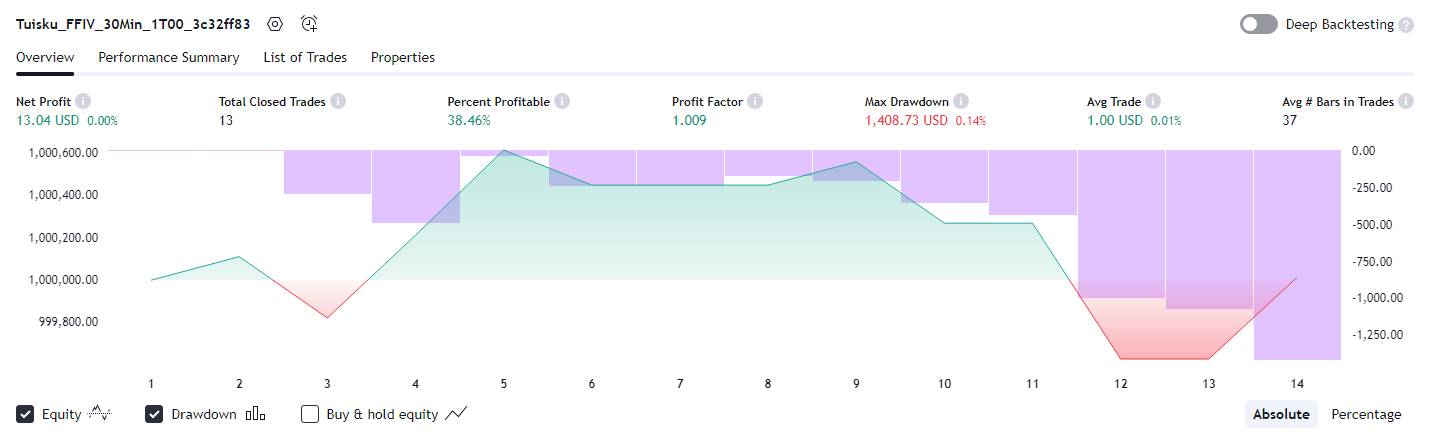 Tuisku_FFIV_30Min_1T00_3c32ff83
Deep Backtesting ?
Overview Performance Summary List of Trades Properties
Net Profit i Total Closed Trades i Percent Profitable i Profit Factor i Max Drawdown i Avg Trade i Avg # Bars in Trades i
13.04 USD 0.00% 13 38.46% 1.009 1,408.73 USD 0.14% 1.00 USD 0.01% 37
1,000,600.00 0.00
1,000,400.00 -250.00
1,000,200.00 -500.00
1,000,000.00 -750.00
999,800.00 -1,000.00
-1,250.00
1 2 3 4 5 6 7 8 9 10 11 12 13 14
Equity Drawdown Buy & hold equity Absolute Percentage